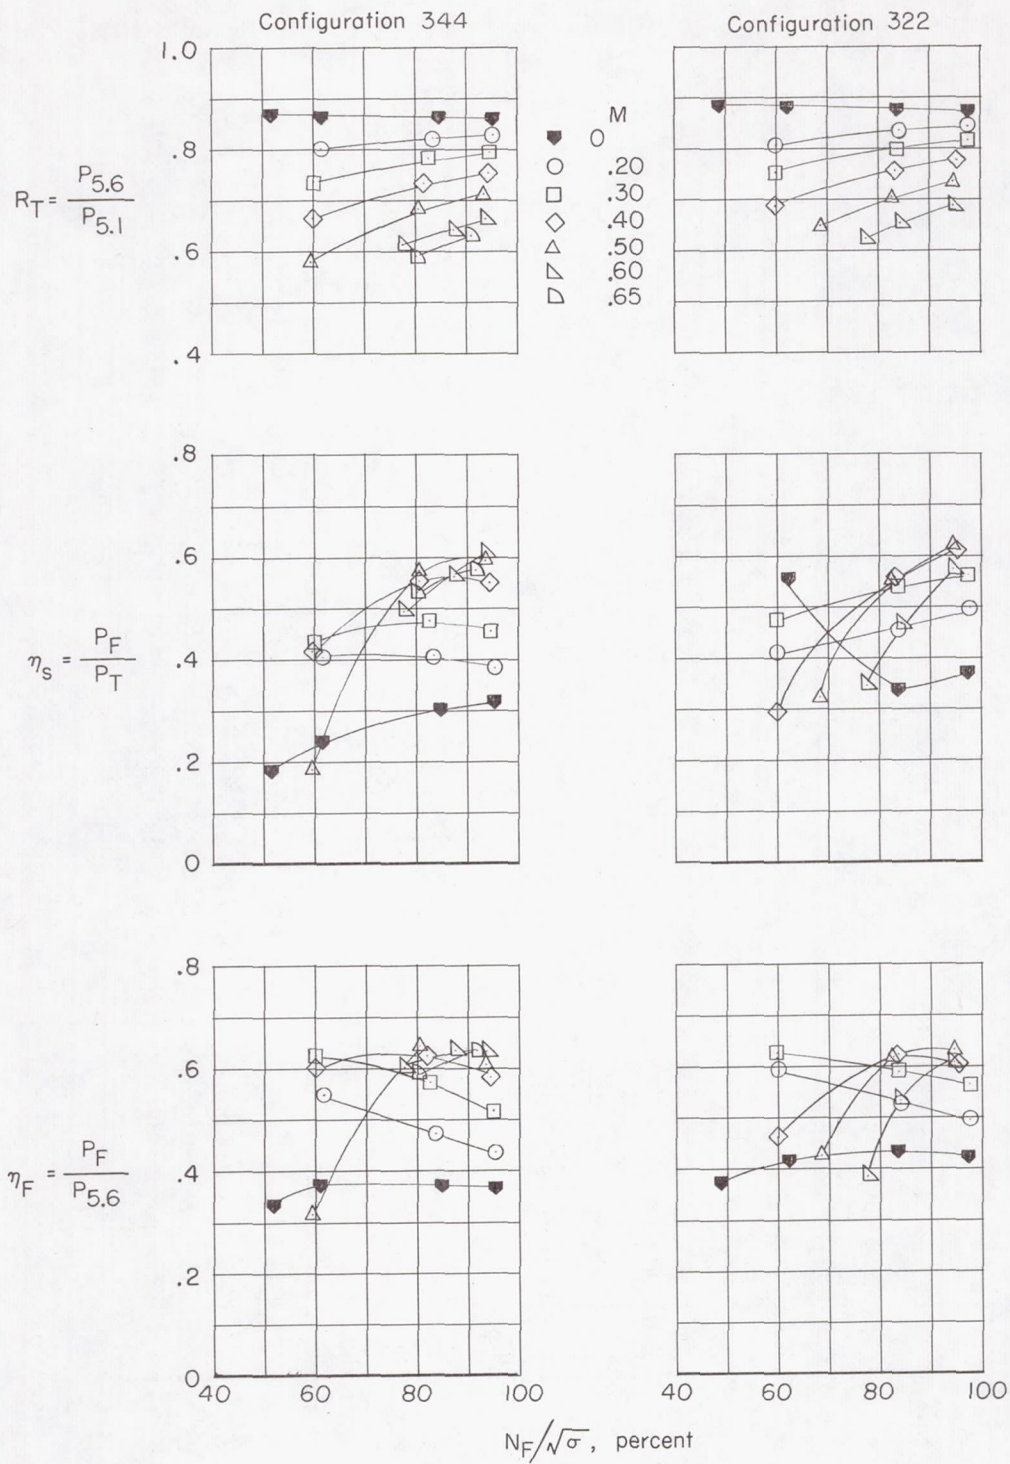 Configuration 344
Configuration 322
1.0
.8
.6
.4
R_T = P_5.6 / P_5.1
M
0
.20
.30
.40
.50
.60
.65
.8
.6
.4
.2
0
η_s = P_F / P_T
.8
.6
.4
.2
0
η_F = P_F / P_5.6
40 60 80 100
40 60 80 100
N_F/√σ, percent